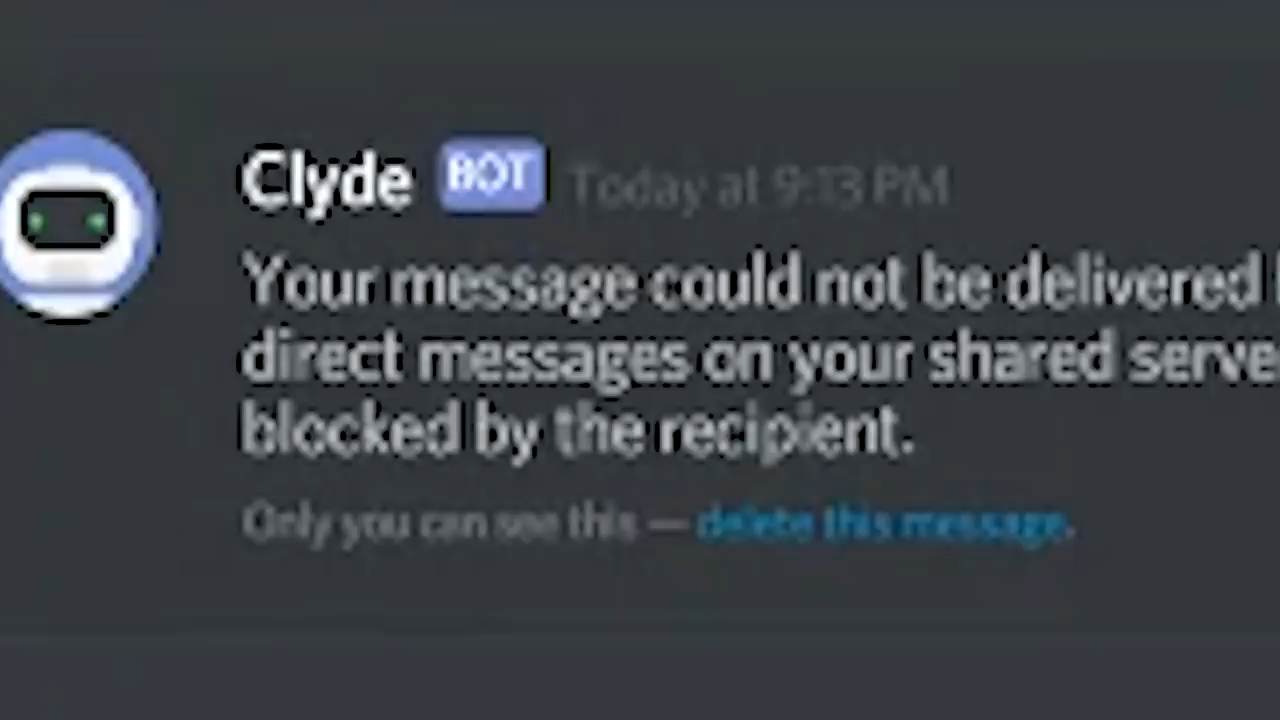 Clyde BOT Today at 9:13 PM
Your message could not be delivered
direct messages on your shared serve
blocked by the recipient.
Only you can see this — delete this message.